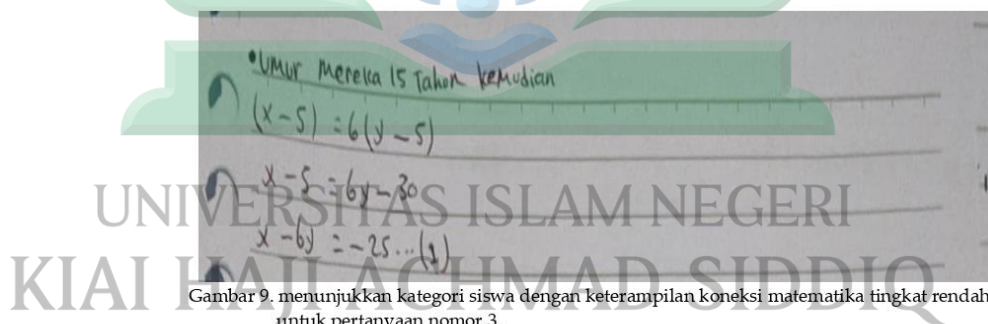 •Umur mereka 15 Tahun kemudian
(x-5) = 6(y-5)
x-5 = 6y-30
x-6y = -25...(1)
UNIVERSITAS ISLAM NEGERI
KIAI HAJI ACHMAD SIDDIQ
Gambar 9. menunjukkan kategori siswa dengan keterampilan koneksi matematika tingkat rendah
untuk pertanyaan nomor 3